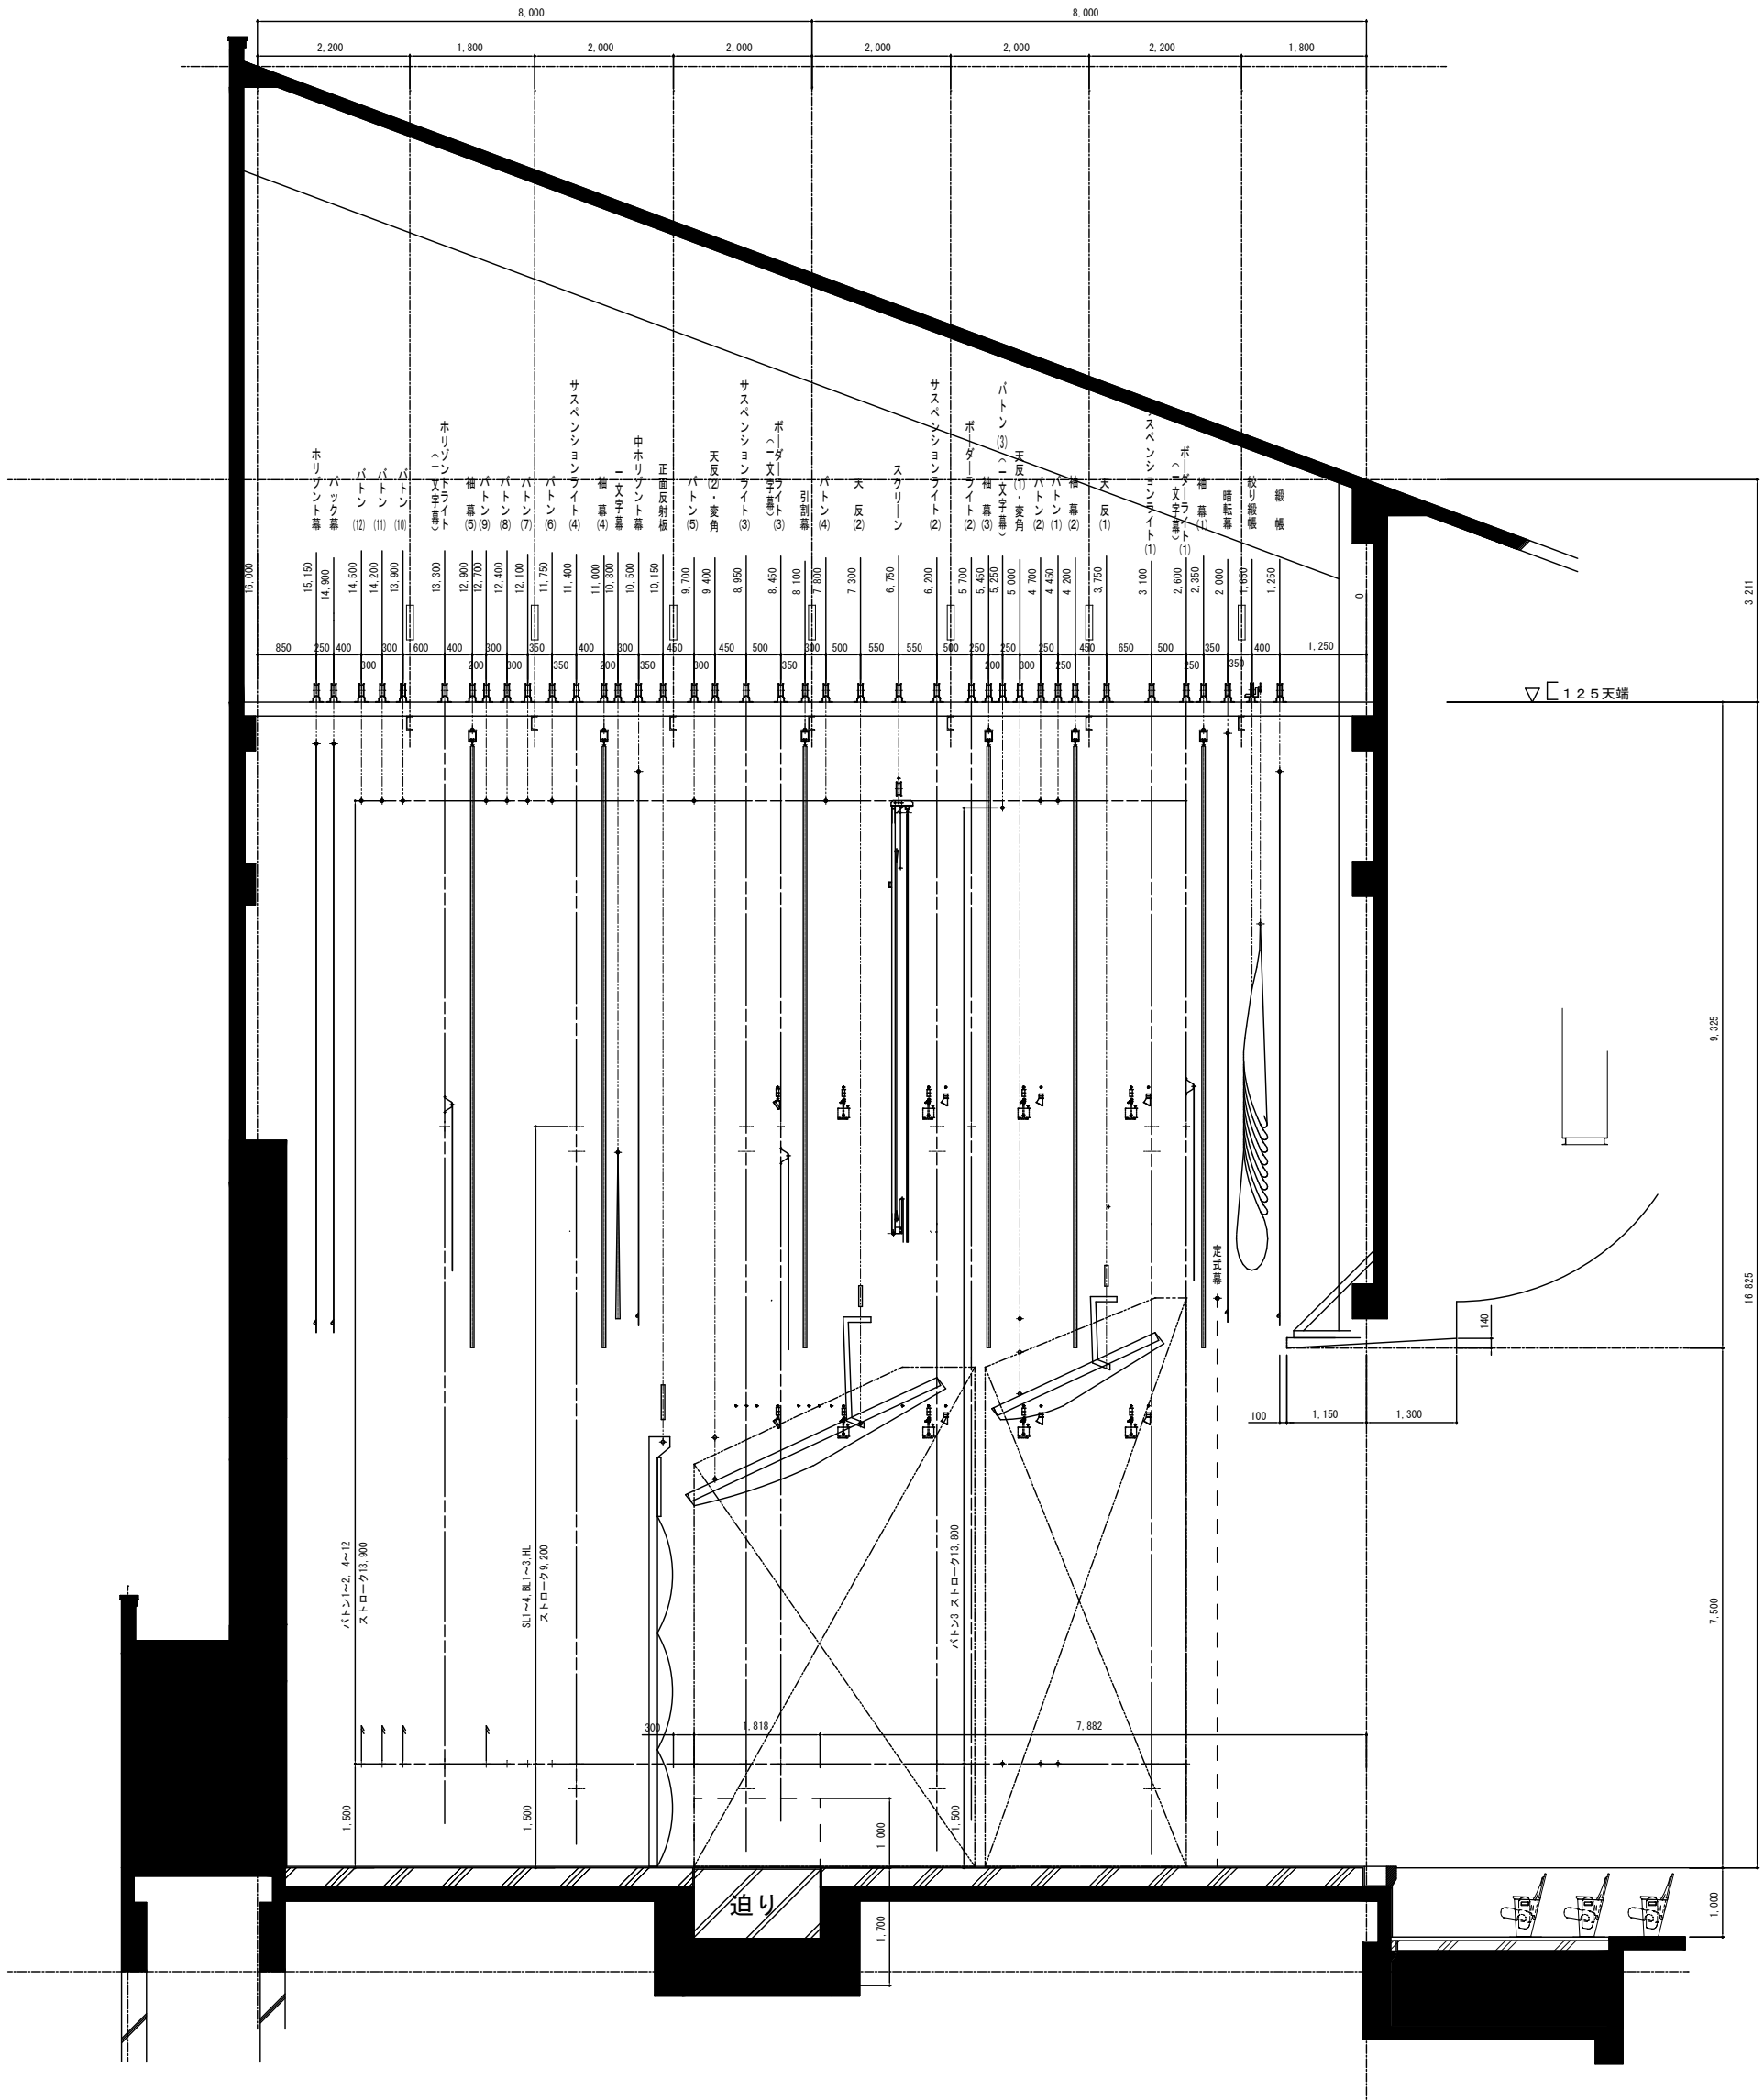 8,000
8,000
2,200
1,800
2,000
2,000
2,000
2,000
2,200
1,800
ホリゾント幕
バック幕
バトン(12)
バトン(11)
バトン(10)
ホリゾントライト(一文字幕)
袖幕(5)
バトン(9)
バトン(8)
バトン(7)
バトン(6)
サスペンションライト(4)
袖幕(4)
一文字幕
中ホリゾント幕
正面反射板
バトン(5)
天反(2)・変角
サスペンションライト(3)
ボーダーライト(3)(一文字幕)
引割幕
バトン(4)
天反(2)
スクリーン
サスペンションライト(2)
ボーダーライト(2)
袖幕(3)
バトン(3)(一文字幕)
天反(1)・変角
バトン(2)
バトン(1)
袖幕(2)
天反(1)
スペンションライト(1)
ボーダーライト(1)(一文字幕)
袖幕(1)
暗転幕
絞り緞帳
緞帳
16,000
15,150
14,900
14,500
14,200
13,900
13,300
12,900
12,700
12,400
12,100
11,750
11,400
11,000
10,800
10,500
10,150
9,700
9,400
8,950
8,450
8,100
7,800
7,300
6,750
6,200
5,700
5,450
5,250
5,000
4,700
4,450
4,200
3,750
3,100
2,600
2,350
2,000
1,650
1,250
0
850
250
400
300
300
600
400
200
300
300
350
350
400
200
300
350
450
300
450
500
350
300
500
550
550
500
250
200
250
300
250
250
450
650
500
250
350
350
400
1,250
3,211
▽[125天端
9,325
16,825
定式幕
140
100
1,150
1,300
7,500
バトン1~2, 4~12
ストローク13,900
SL1~4,BL1~3,HL
ストローク9,200
バトン3 ストローク13,800
300
1,818
7,882
1,500
1,500
1,500
1,000
1,700
1,000
迫り